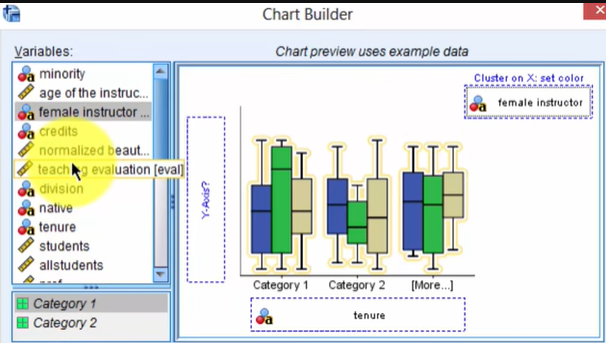 Chart Builder
Variables:
Chart preview uses example data
minority
age of the instruc...
female instructor ...
credits
normalized beaut...
teaching evaluation [eval]
division
native
tenure
students
allstudents
prof
Category 1
Category 2
Cluster on X: set color
female instructor
Y-Axis?
Category 1
Category 2
[More...]
tenure